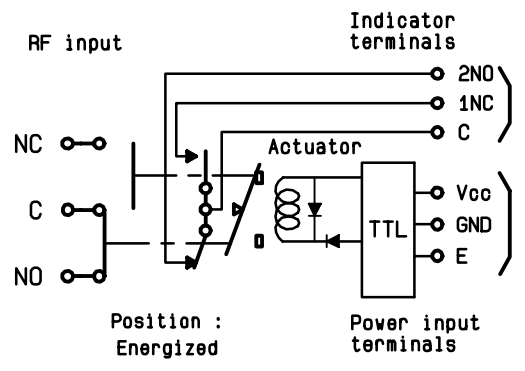 Indicator
terminals
RF input
2NO
1NC
C
NC
Actuator
C
Vcc
TTL
GND
E
NO
Position :
Energized
Power input
terminals